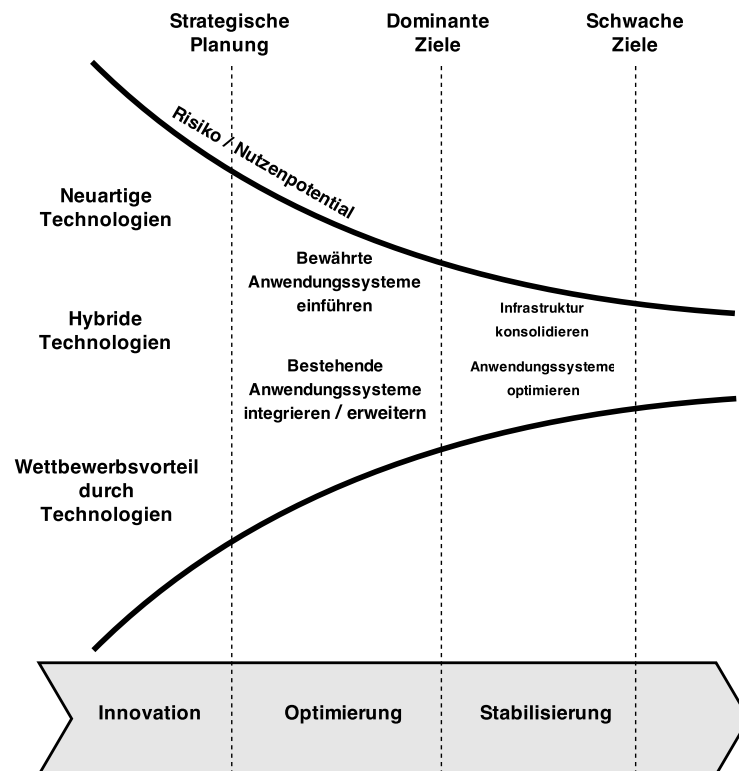 Strategische
Planung
Dominante
Ziele
Schwache
Ziele
Risiko / Nutzenpotential
Neuartige
Technologien
Hybride
Technologien
Wettbewerbsvorteil
durch
Technologien
Bewährte
Anwendungssysteme
einführen
Bestehende
Anwendungssysteme
integrieren / erweitern
Infrastruktur
konsolidieren
Anwendungssysteme
optimieren
Innovation
Optimierung
Stabilisierung